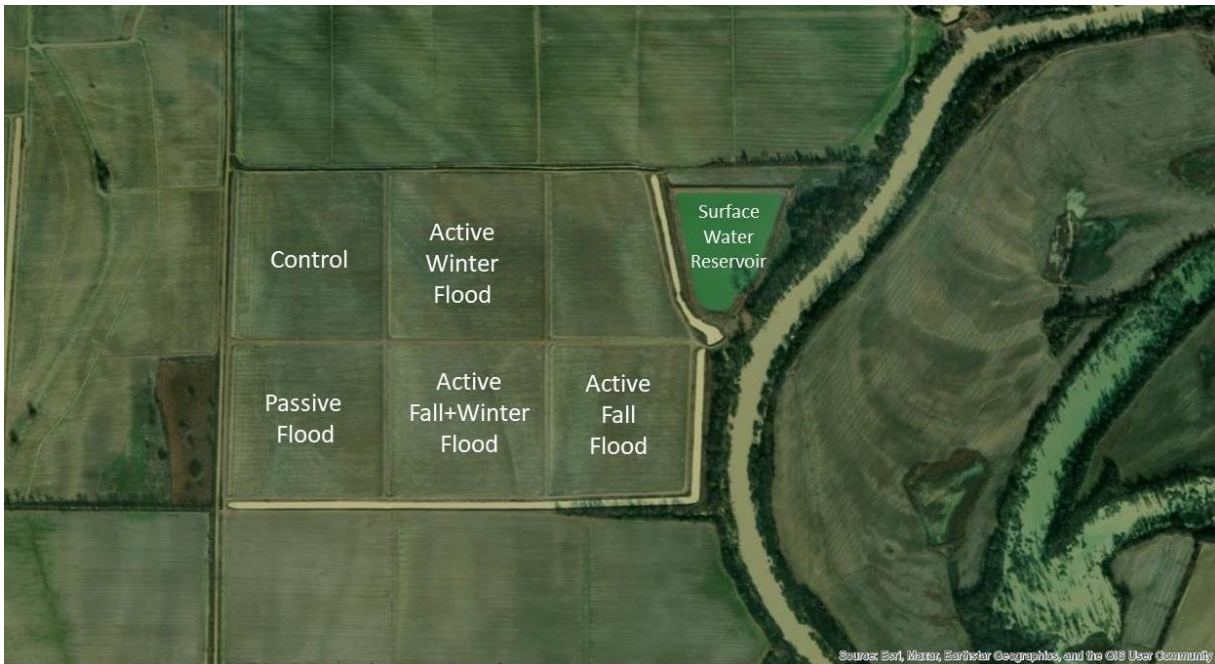 Control
Active
Winter
Flood
Surface
Water
Reservoir
Passive
Flood
Active
Fall+Winter
Flood
Active
Fall
Flood
Source: Esri, Maxar, Earthstar Geographics, and the GIS User Community